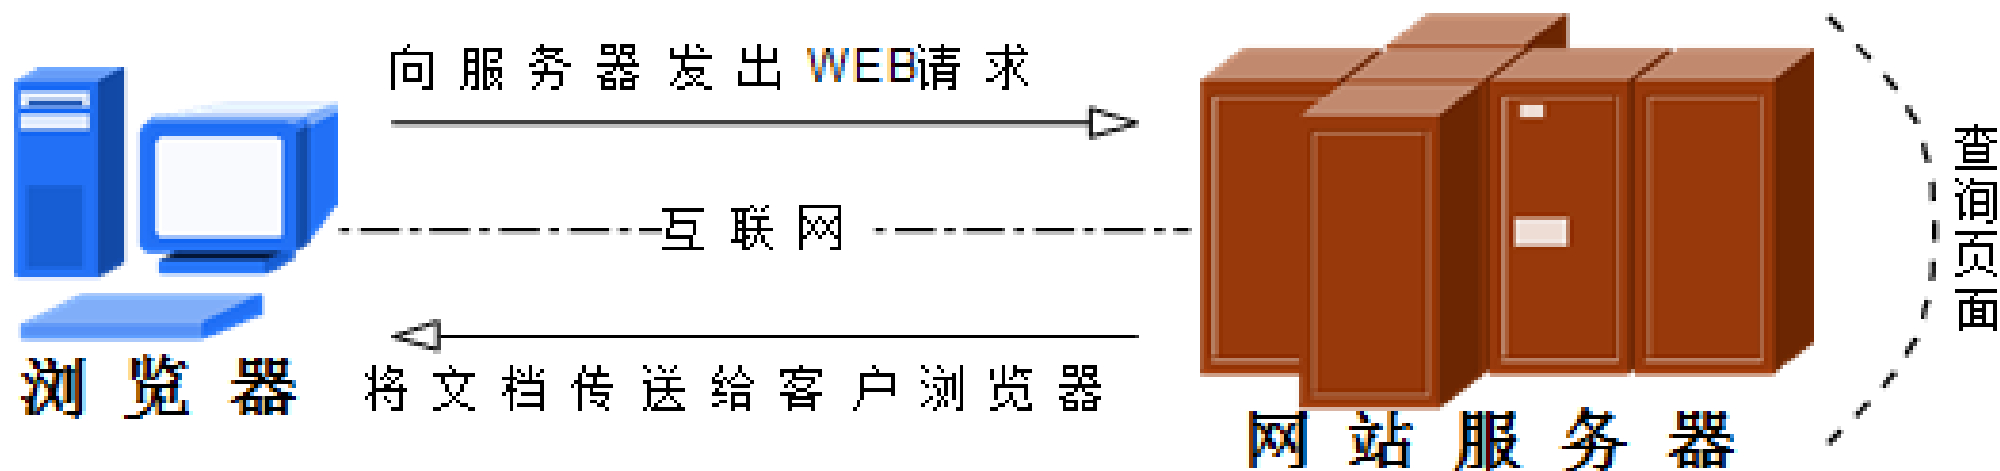 向服务器发出WEB请求
互联网
将文档传送给客户浏览器
浏览器
网站服务器
查询页面